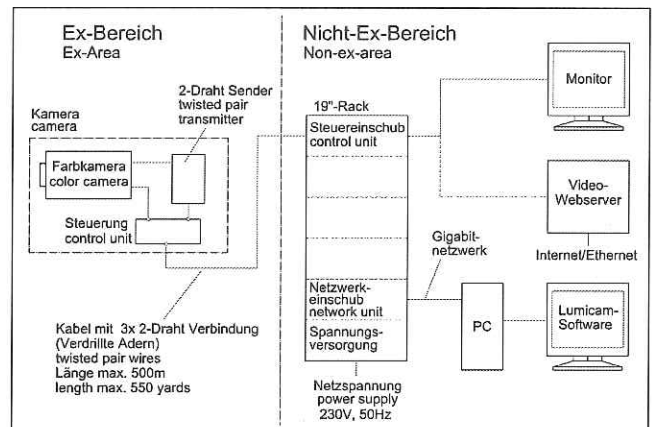 Ex-Bereich
Ex-Area
Nicht-Ex-Bereich
Non-ex-area
2-Draht Sender
twisted pair
transmitter
Kamera
camera
Farbkamera
color camera
Steuerung
control unit
Kabel mit 3x 2-Draht Verbindung
(Verdrillte Adern)
twisted pair wires
Länge max. 500m
length max. 550 yards
19"-Rack
Steuereinschub
control unit
Netzwerk-
einschub
network unit
Spannungs-
versorgung
Netzspannung
power supply
230V, 50Hz
Gigabit-
netzwerk
PC
Monitor
Video-
Webserver
Internet/Ethernet
Lumicam-
Software